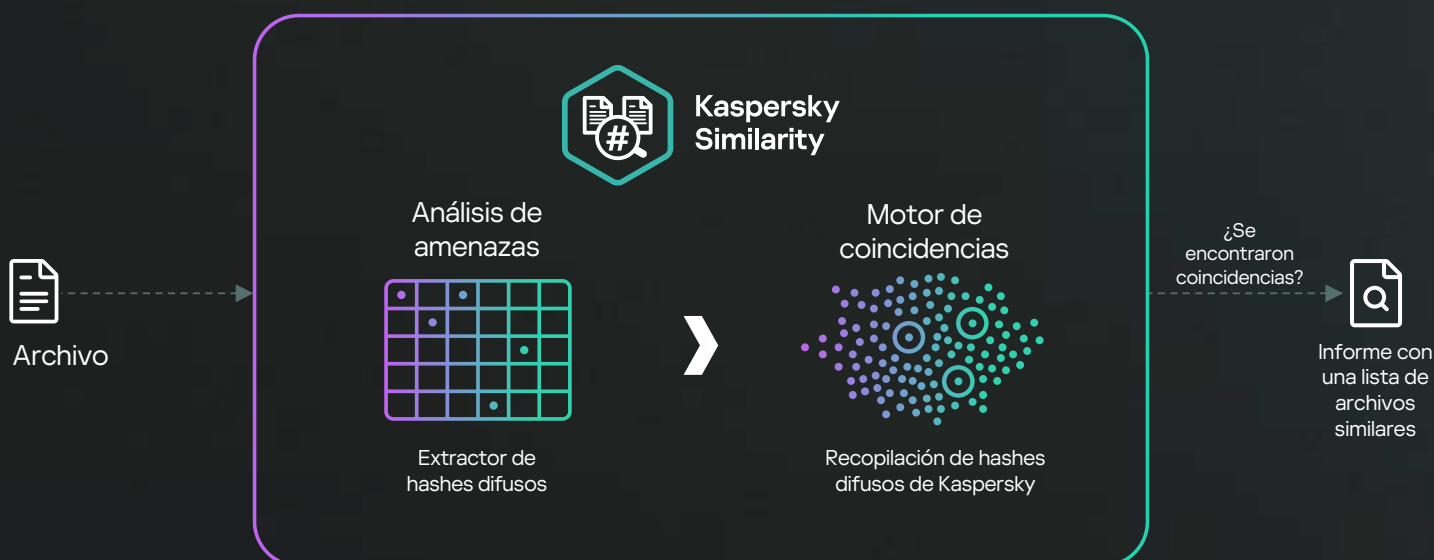 Kaspersky
Similarity
Análisis de
amenazas
Motor de
coincidencias
¿Se
encontraron
coincidencias?
Archivo
Informe con
una lista de
archivos
similares
Extractor de
hashes difusos
Recopilación de hashes
difusos de Kaspersky